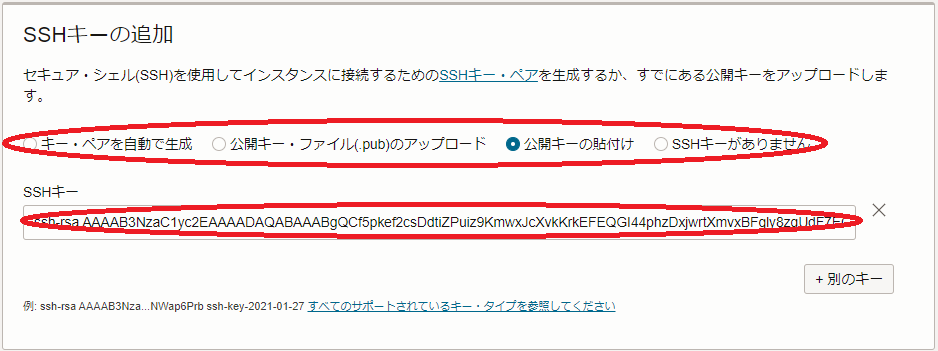 SSHキーの追加
セキュア・シェル(SSH)を使用してインスタンスに接続するためのSSHキー・ペアを生成するか、すでにある公開キーをアップロードしま
す。
キー・ペアを自動で生成 公開キー・ファイル(.pub)のアップロード 公開キーの貼付け SSHキーがありません
SSHキー
ssh-rsa
+ 別のキー
例: ssh-rsa AAAAB3Nza...NWap6Prb ssh-key-2021-01-27 すべてのサポートされているキー・タイプを参照してください